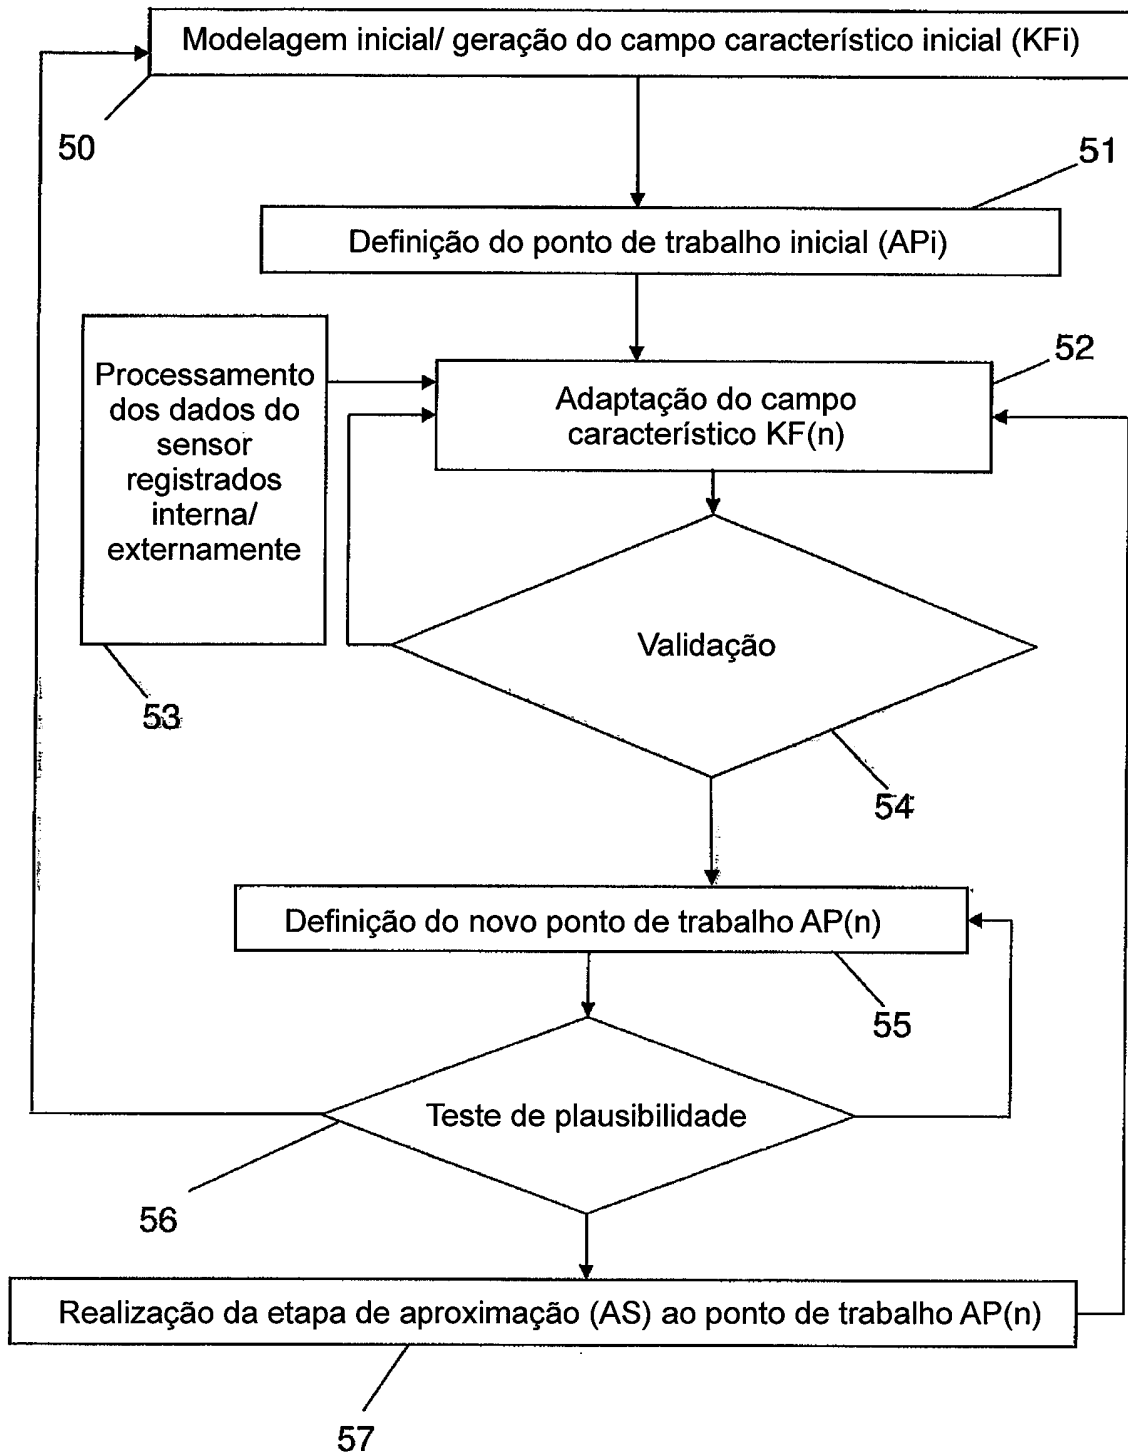 Modelagem inicial/ geração do campo característico inicial (KFi)
50
51
Definição do ponto de trabalho inicial (APi)
52
Processamento
dos dados do
sensor
registrados
interna/
externamente
Adaptação do campo
característico KF(n)
Validação
53
54
Definição do novo ponto de trabalho AP(n)
55
Teste de plausibilidade
56
Realização da etapa de aproximação (AS) ao ponto de trabalho AP(n)
57